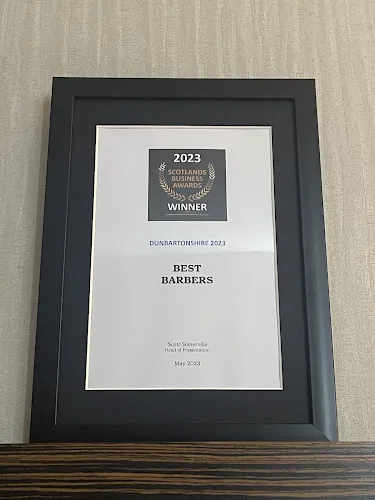 2023
SCOTLANDS
BUSINESS
AWARDS
WINNER
DUNBARTONSHIRE 2023
BEST
BARBERS
Scott Somerville
Head of Presentation
May 2023